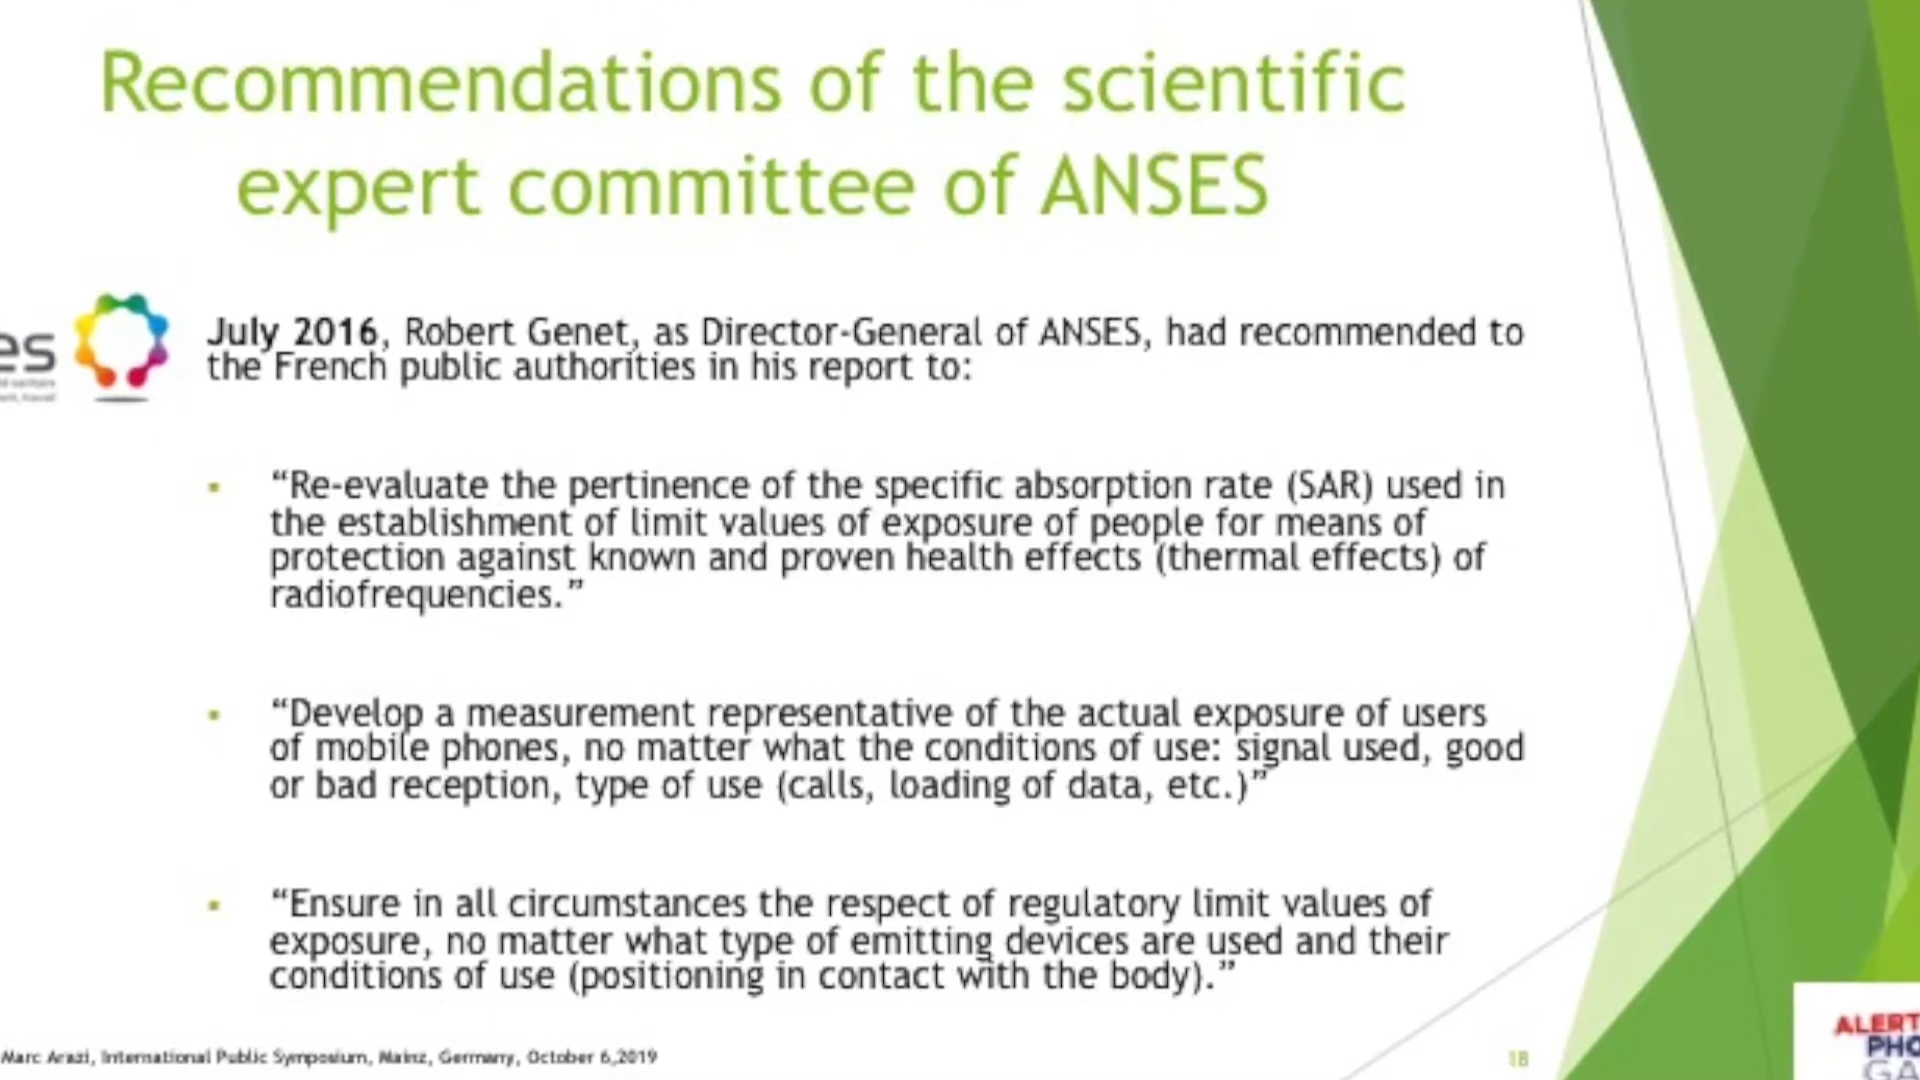 Recommendations of the scientific
expert committee of ANSES
es
July 2016, Robert Genet, as Director-General of ANSES, had recommended to
the French public authorities in his report to:
▪ “Re-evaluate the pertinence of the specific absorption rate (SAR) used in
the establishment of limit values of exposure of people for means of
protection against known and proven health effects (thermal effects) of
radiofrequencies.”
▪ “Develop a measurement representative of the actual exposure of users
of mobile phones, no matter what the conditions of use: signal used, good
or bad reception, type of use (calls, loading of data, etc.)”
▪ “Ensure in all circumstances the respect of regulatory limit values of
exposure, no matter what type of emitting devices are used and their
conditions of use (positioning in contact with the body).”
Marc Arazi, International Public Symposium, Mainz, Germany, October 6,2019
18
ALERT
PHO
GA